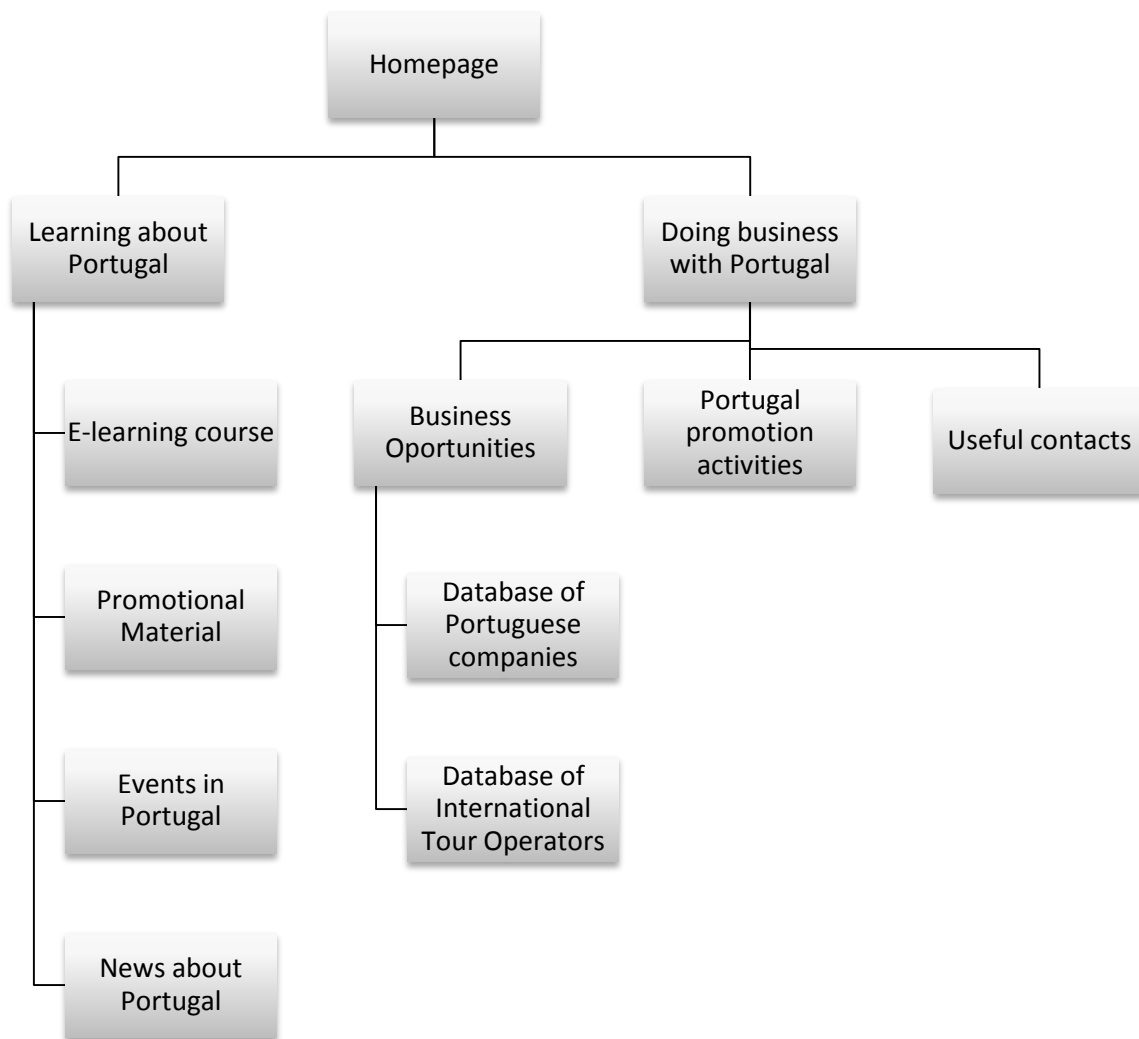 Homepage
Learning about
Portugal
Doing business
with Portugal
E-learning course
Business
Oportunities
Portugal
promotion
activities
Useful contacts
Promotional
Material
Database of
Portuguese
companies
Events in
Portugal
Database of
International
Tour Operators
News about
Portugal